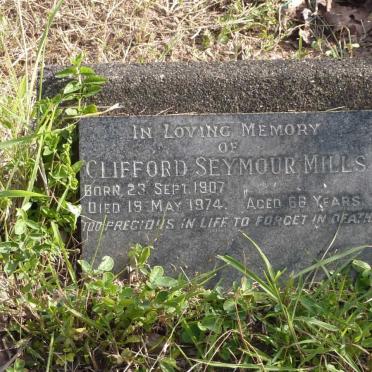 IN LOVING MEMORY
OF
CLIFFORD SEYMOUR MILLS
BORN 23 SEPT. 1907.
DIED 19 MAY 1974. AGED 66 YEARS.
TOO PRECIOUS IN LIFE TO FORGET IN DEATH